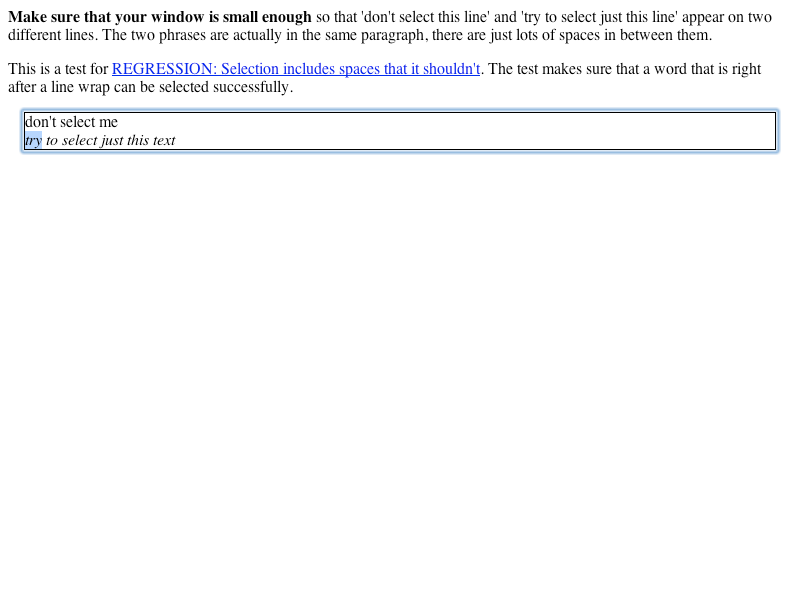 Make sure that your window is small enough so that 'don't select this line' and 'try to select just this line' appear on two
different lines. The two phrases are actually in the same paragraph, there are just lots of spaces in between them.
This is a test for REGRESSION: Selection includes spaces that it shouldn't. The test makes sure that a word that is right
after a line wrap can be selected successfully.
don't select me
try to select just this text